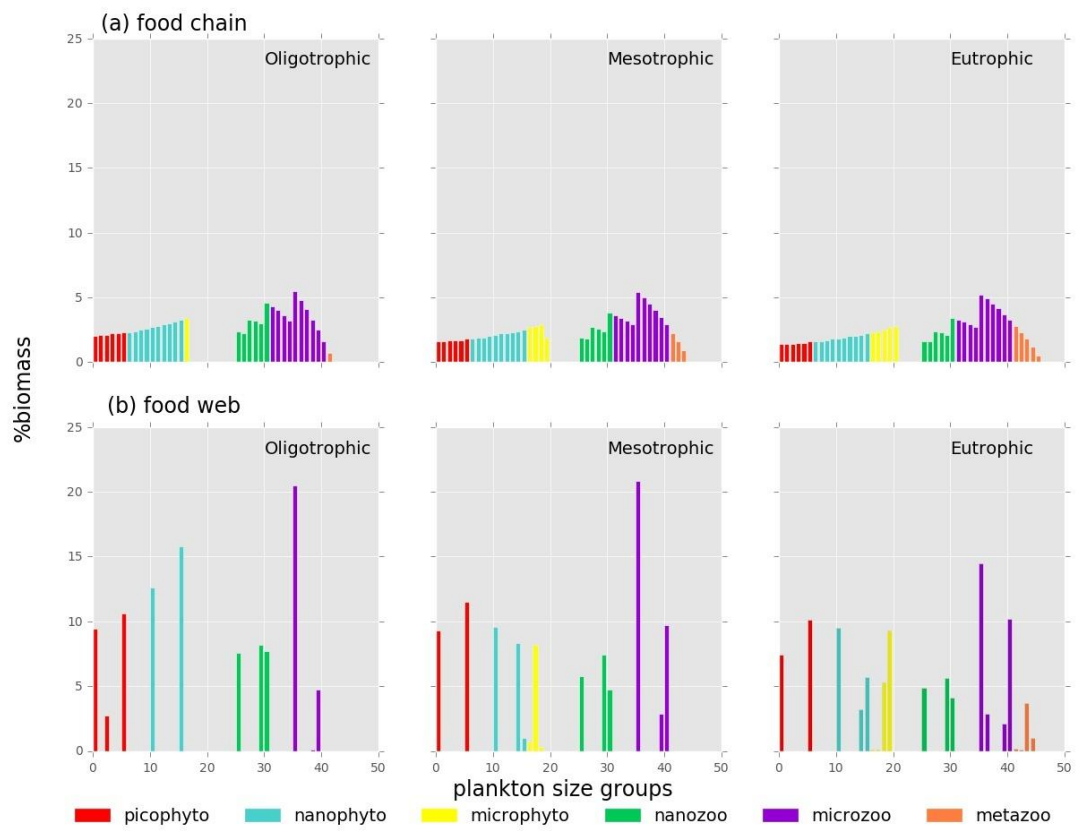 (a) food chain
Oligotrophic Mesotrophic Eutrophic
25
20
15
10
5
0
(b) food web
Oligotrophic Mesotrophic Eutrophic
25
20
15
10
5
0
%biomass
0 10 20 30 40 50 0 10 20 30 40 50 0 10 20 30 40 50
plankton size groups
picophyto nanophyto microphyto nanozoo microzoo metazoo